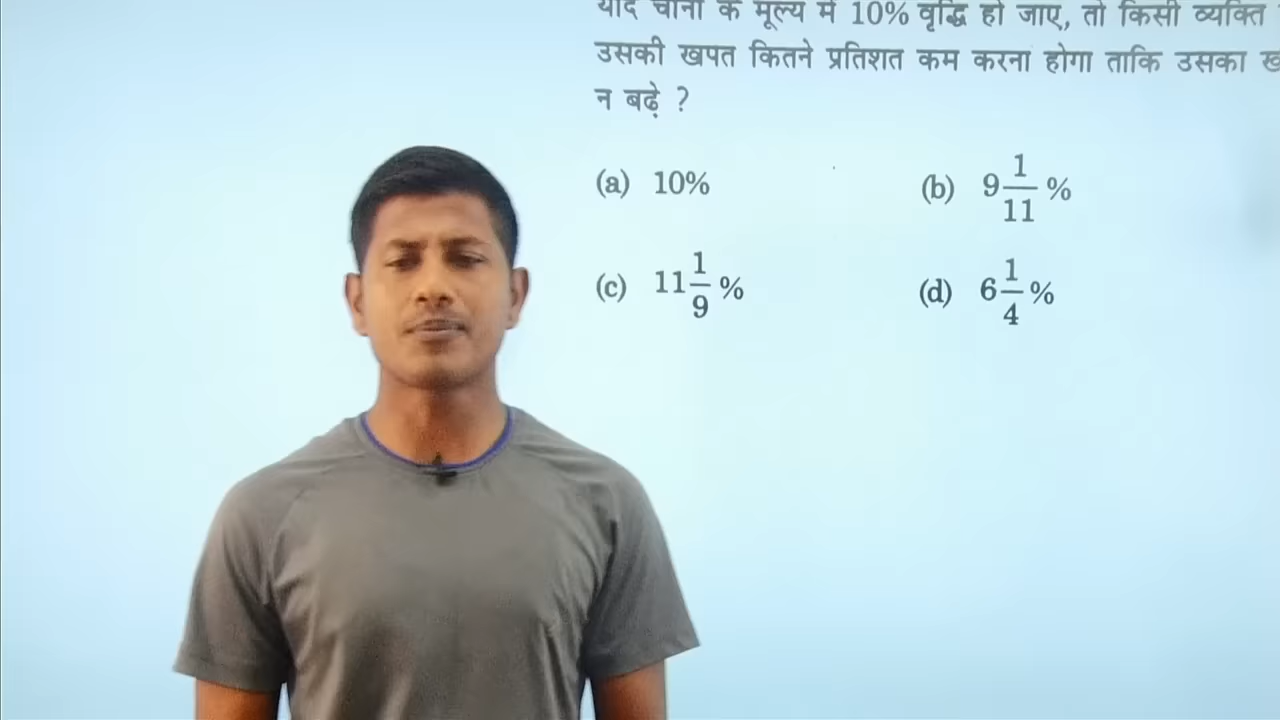 यदि चीनी के मूल्य में 10% वृद्धि हो जाए, तो किसी व्यक्ति
उसकी खपत कितने प्रतिशत कम करना होगा ताकि उसका
न बढ़े ?
(a) 10% (b) 9 1/11 %
(c) 11 1/9 % (d) 6 1/4 %